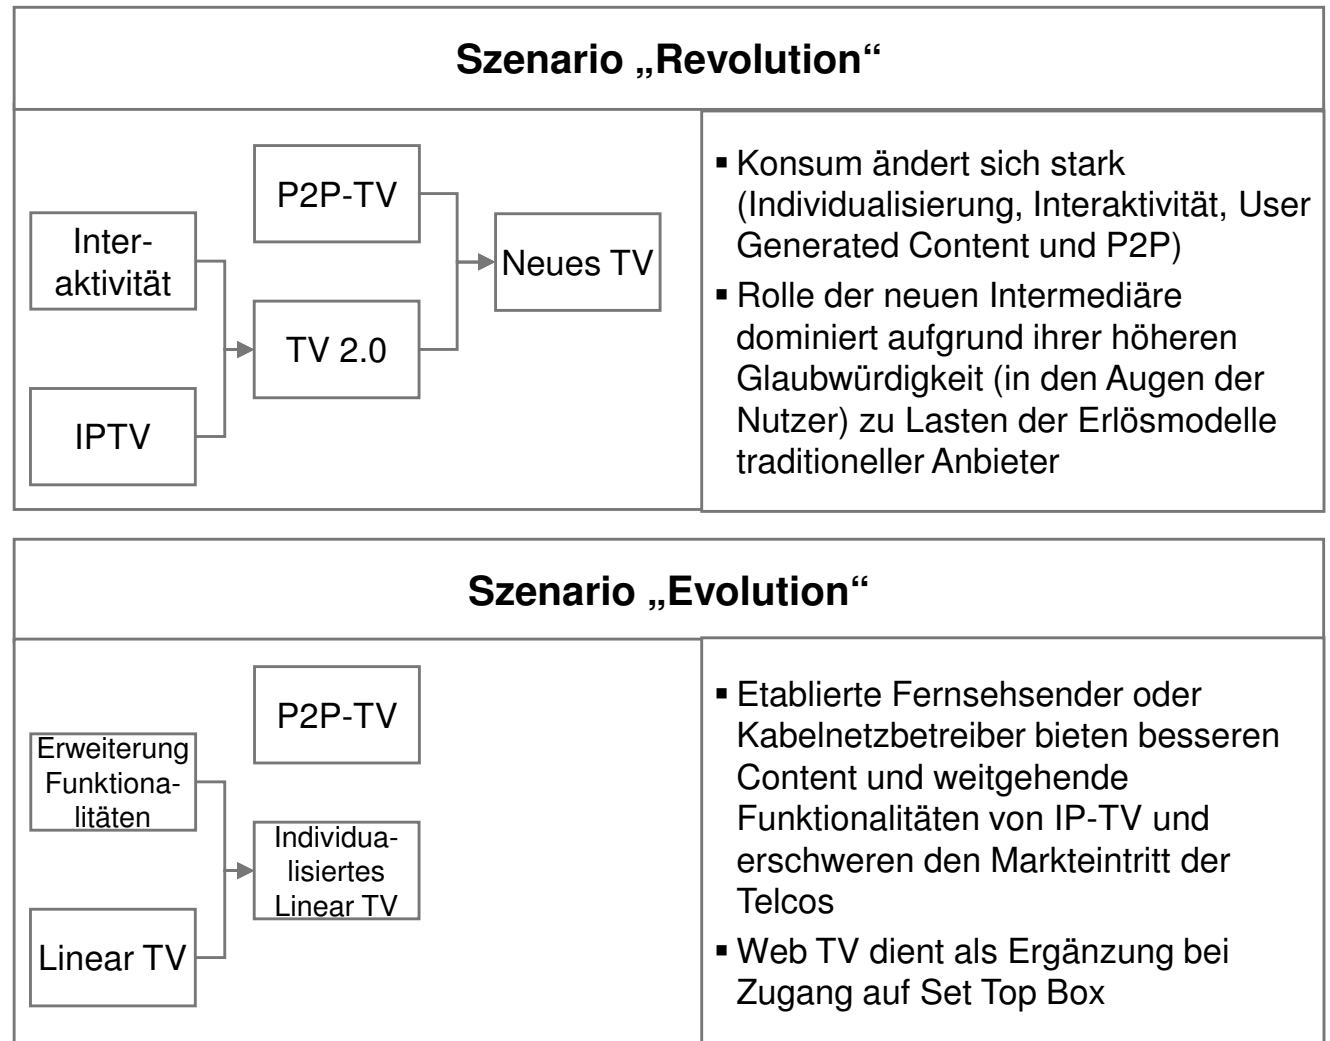 Szenario „Revolution“
P2P-TV
Inter-
aktivität
Neues TV
TV 2.0
IPTV
▪ Konsum ändert sich stark
(Individualisierung, Interaktivität, User
Generated Content und P2P)
▪ Rolle der neuen Intermediäre
dominiert aufgrund ihrer höheren
Glaubwürdigkeit (in den Augen der
Nutzer) zu Lasten der Erlösmodelle
traditioneller Anbieter
Szenario „Evolution“
P2P-TV
Erweiterung
Funktiona-
litäten
Individua-
lisiertes
Linear TV
Linear TV
▪ Etablierte Fernsehsender oder
Kabelnetzbetreiber bieten besseren
Content und weitgehende
Funktionalitäten von IP-TV und
erschweren den Markteintritt der
Telcos
▪ Web TV dient als Ergänzung bei
Zugang auf Set Top Box